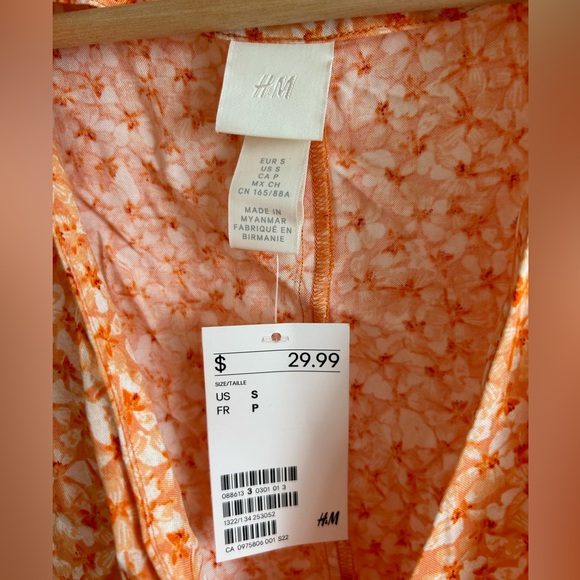 H&M
EUR S
US S
CA P
MX CH
CN 165/88A
MADE IN
MYANMAR
FABRIQUÉ EN
BIRMANIE
$ 29.99
SIZE/TAILLE
US S
FR P
088613 3 0301 01 3
1322/134 253052
H&M
CA 0975806 001 S22